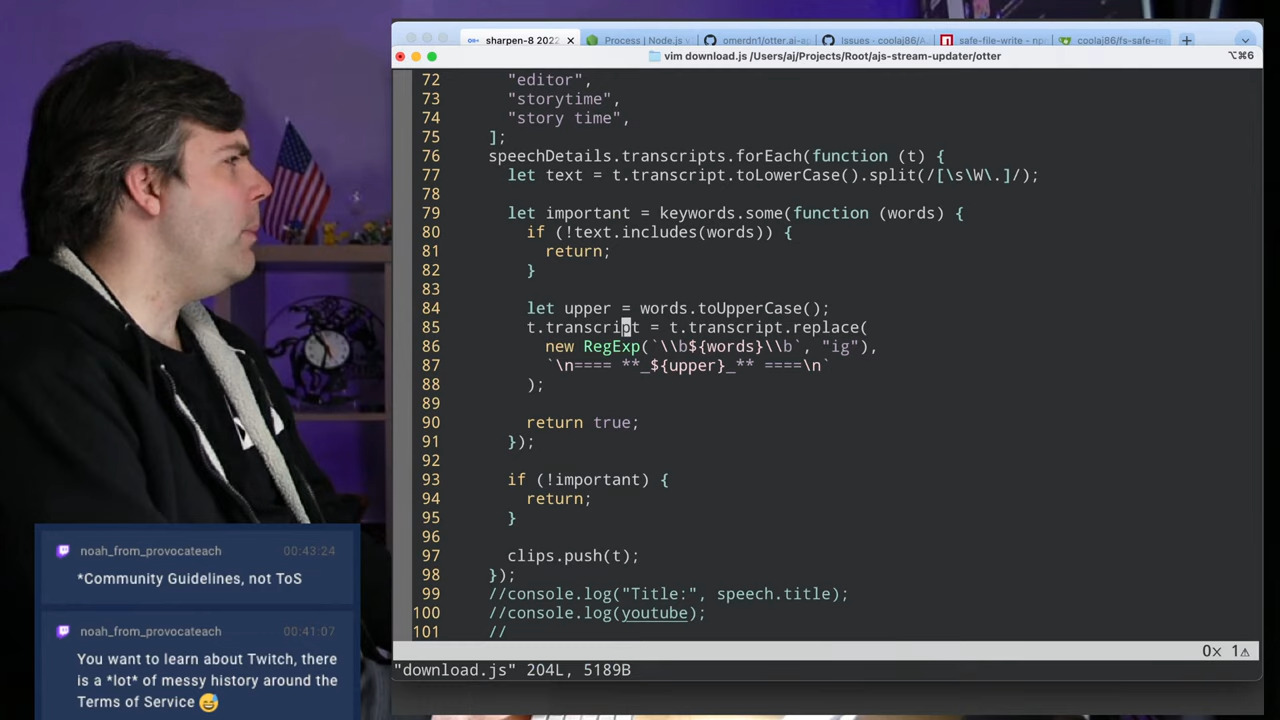 sharpen-8 2022
Process | Node.js v
omerdn1/otter.ai-ap
Issues · coolaj86/A
safe-file-write - npm
coolaj86/fs-safe-re
vim download.js /Users/aj/Projects/Root/ajs-stream-updater/otter
⌥⌘6
72 "editor",
73 "storytime",
74 "story time",
75 ];
76 speechDetails.transcripts.forEach(function (t) {
77 let text = t.transcript.toLowerCase().split(/[\s\W\.]/);
78
79 let important = keywords.some(function (words) {
80 if (!text.includes(words)) {
81 return;
82 }
83
84 let upper = words.toUpperCase();
85 t.transcript = t.transcript.replace(
86 new RegExp(`\\b${words}\\b`, "ig"),
87 `\n==== **_${upper}_** ====\n`
88 );
89
90 return true;
91 });
92
93 if (!important) {
94 return;
95 }
96
97 clips.push(t);
98 });
99 //console.log("Title:", speech.title);
100 //console.log(youtube);
101 //
0× 1⚠
"download.js" 204L, 5189B
noah_from_provocateach 00:43:24
*Community Guidelines, not ToS
noah_from_provocateach 00:41:07
You want to learn about Twitch, there
is a *lot* of messy history around the
Terms of Service 😅